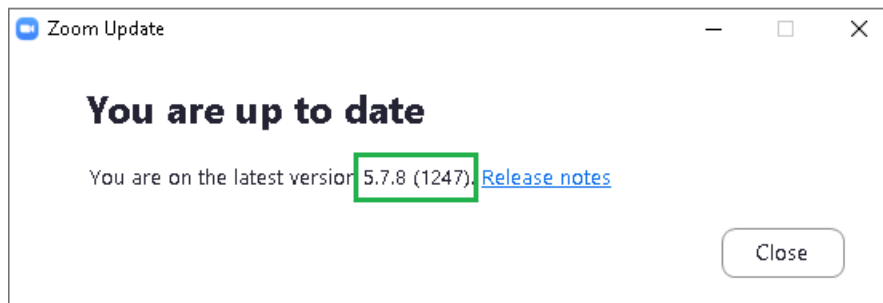 Zoom Update
You are up to date
You are on the latest version 5.7.8 (1247). Release notes
Close